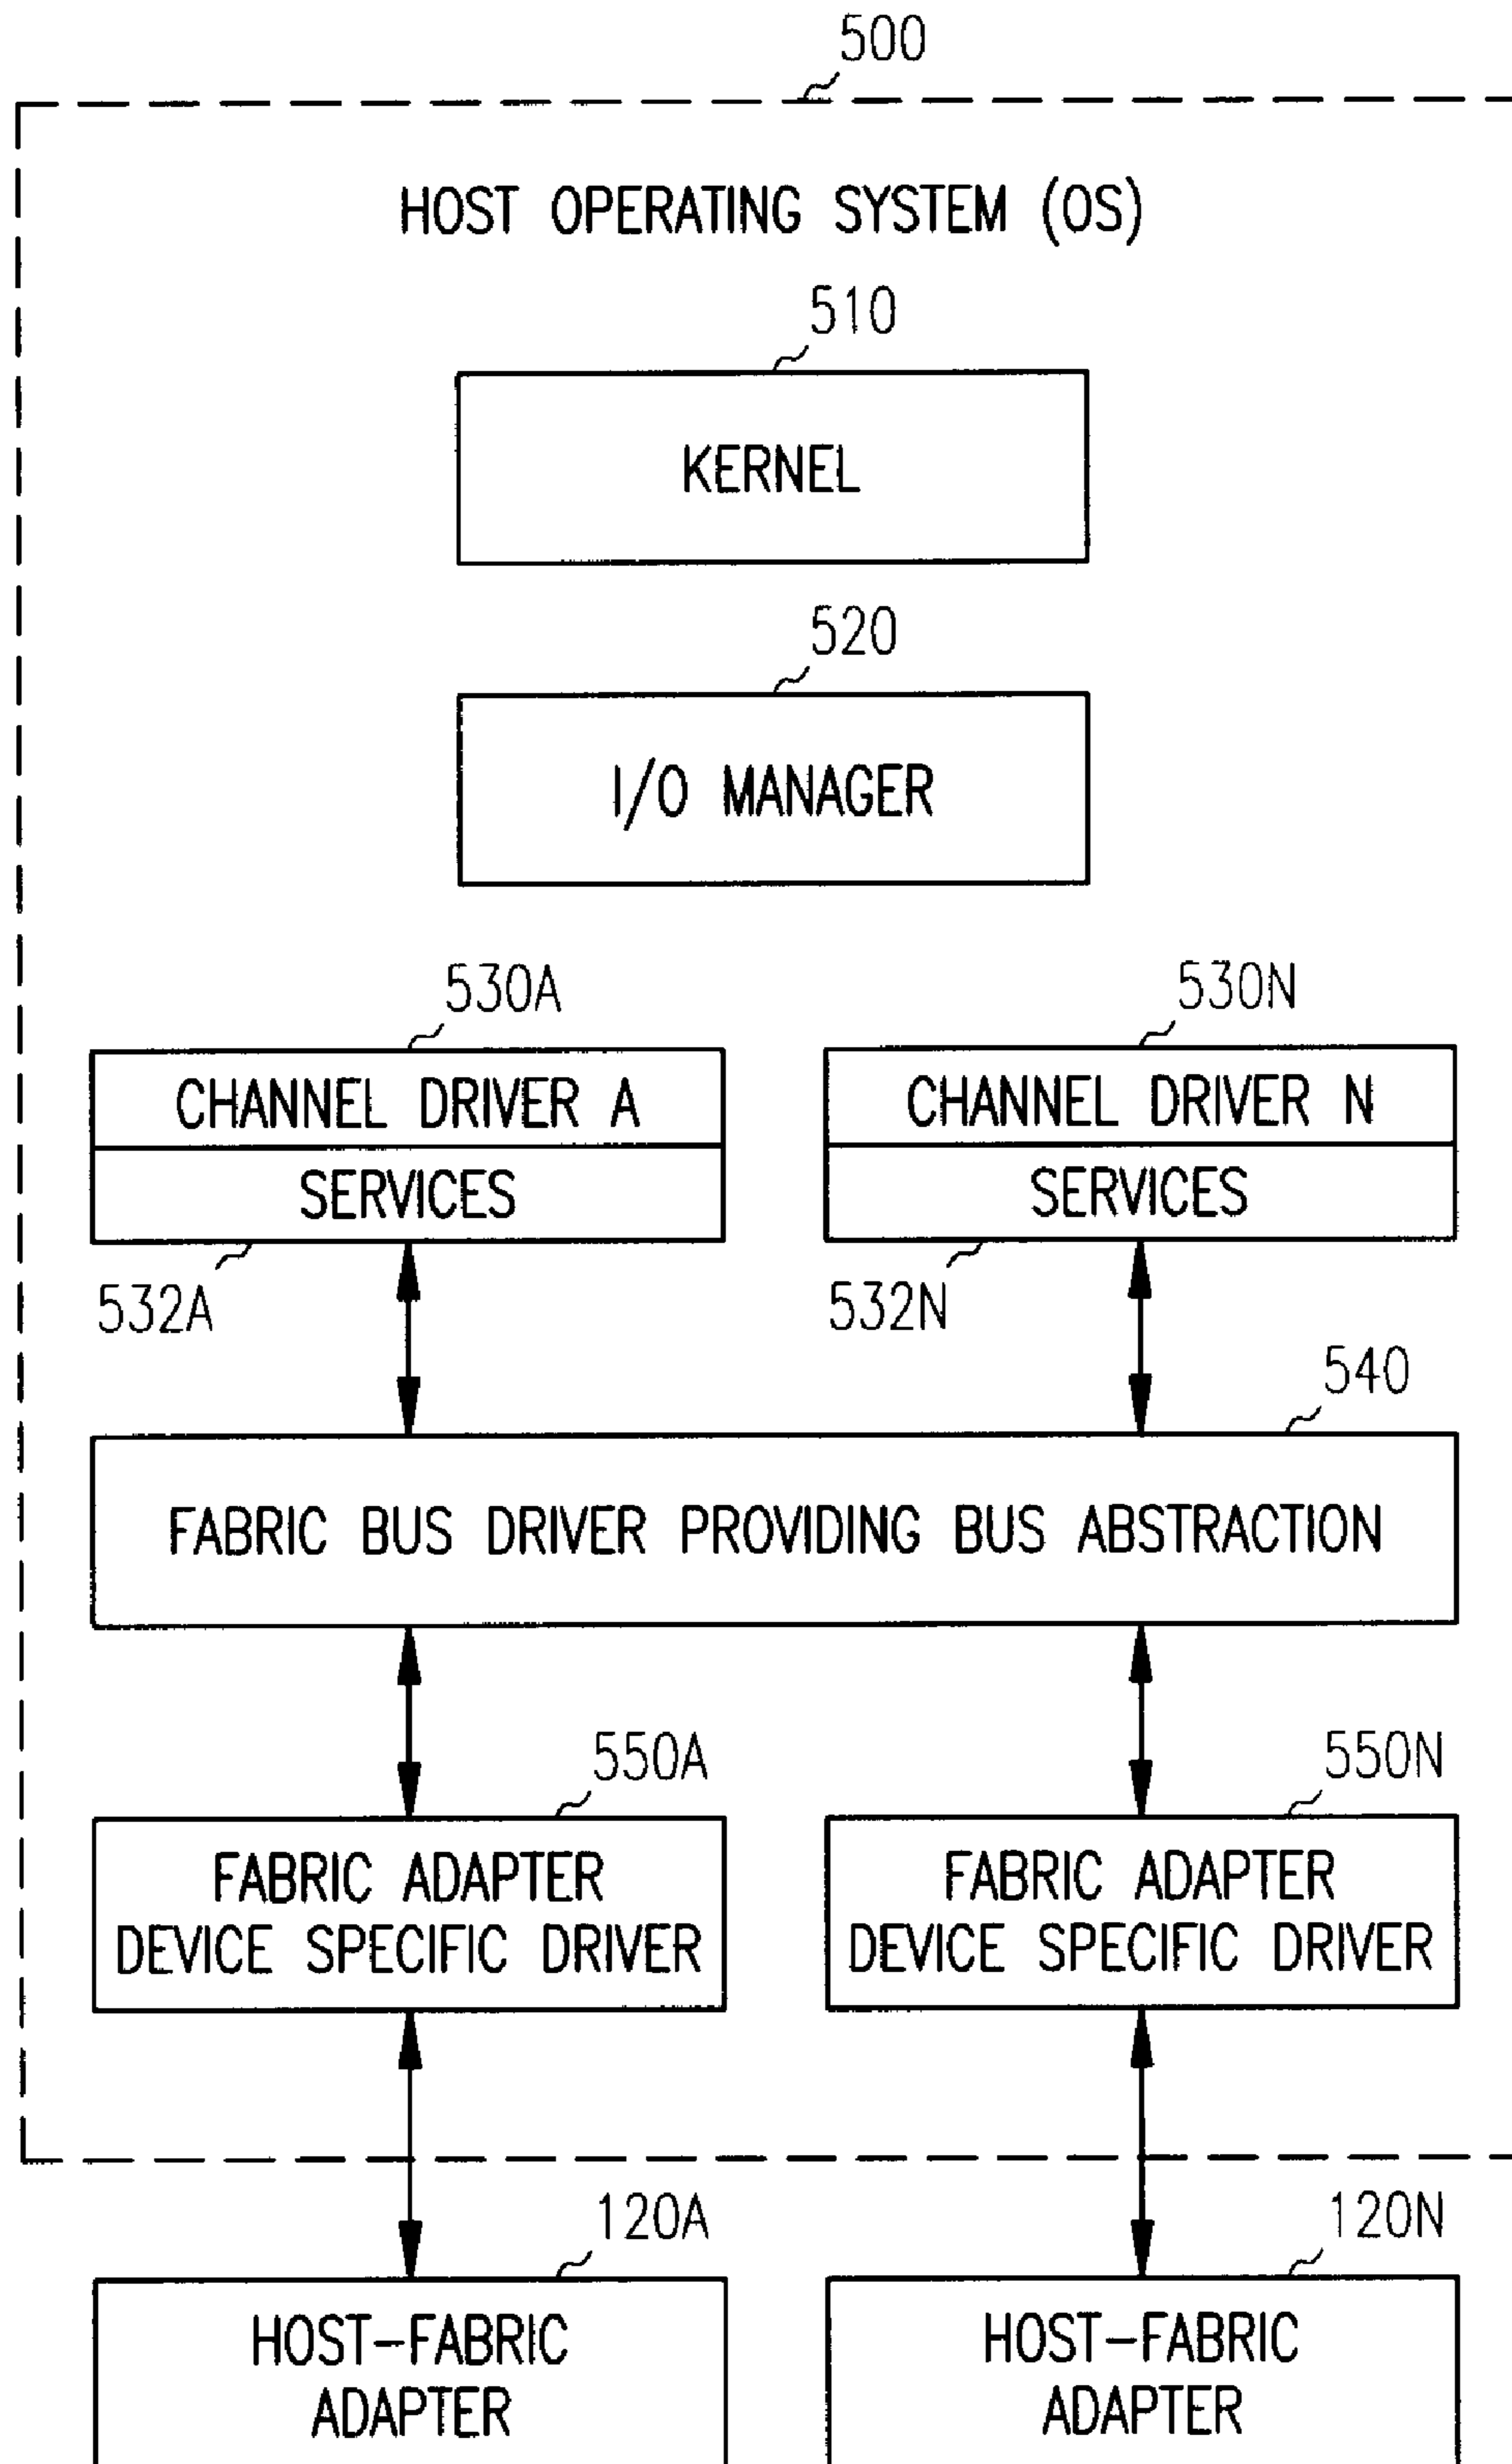 500
HOST OPERATING SYSTEM (OS)
510
KERNEL
520
I/O MANAGER
530A
530N
CHANNEL DRIVER A
CHANNEL DRIVER N
SERVICES
SERVICES
532A
532N
540
FABRIC BUS DRIVER PROVIDING BUS ABSTRACTION
550A
550N
FABRIC ADAPTER
DEVICE SPECIFIC DRIVER
FABRIC ADAPTER
DEVICE SPECIFIC DRIVER
120A
120N
HOST-FABRIC
ADAPTER
HOST-FABRIC
ADAPTER